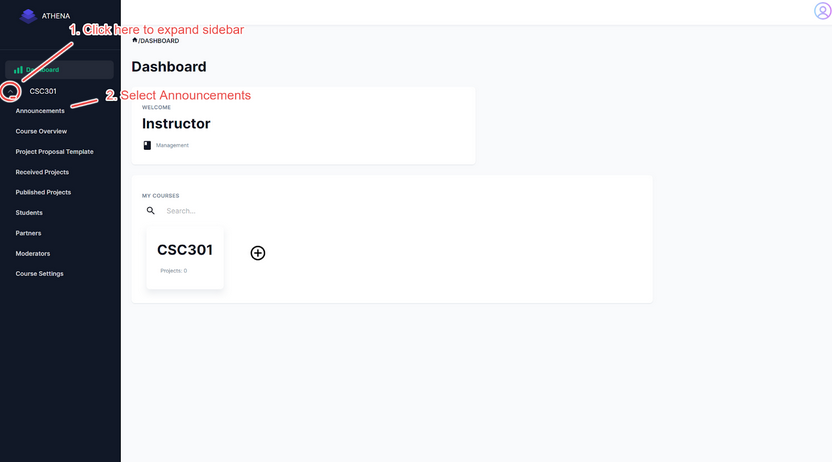 ATHENA
1. Click here to expand sidebar
/DASHBOARD
Dashboard
Dashboard
CSC301
2. Select Announcements
Announcements
WELCOME
Instructor
Management
Course Overview
Project Proposal Template
Received Projects
Published Projects
Students
Partners
Moderators
Course Settings
MY COURSES
Search...
CSC301
Projects: 0